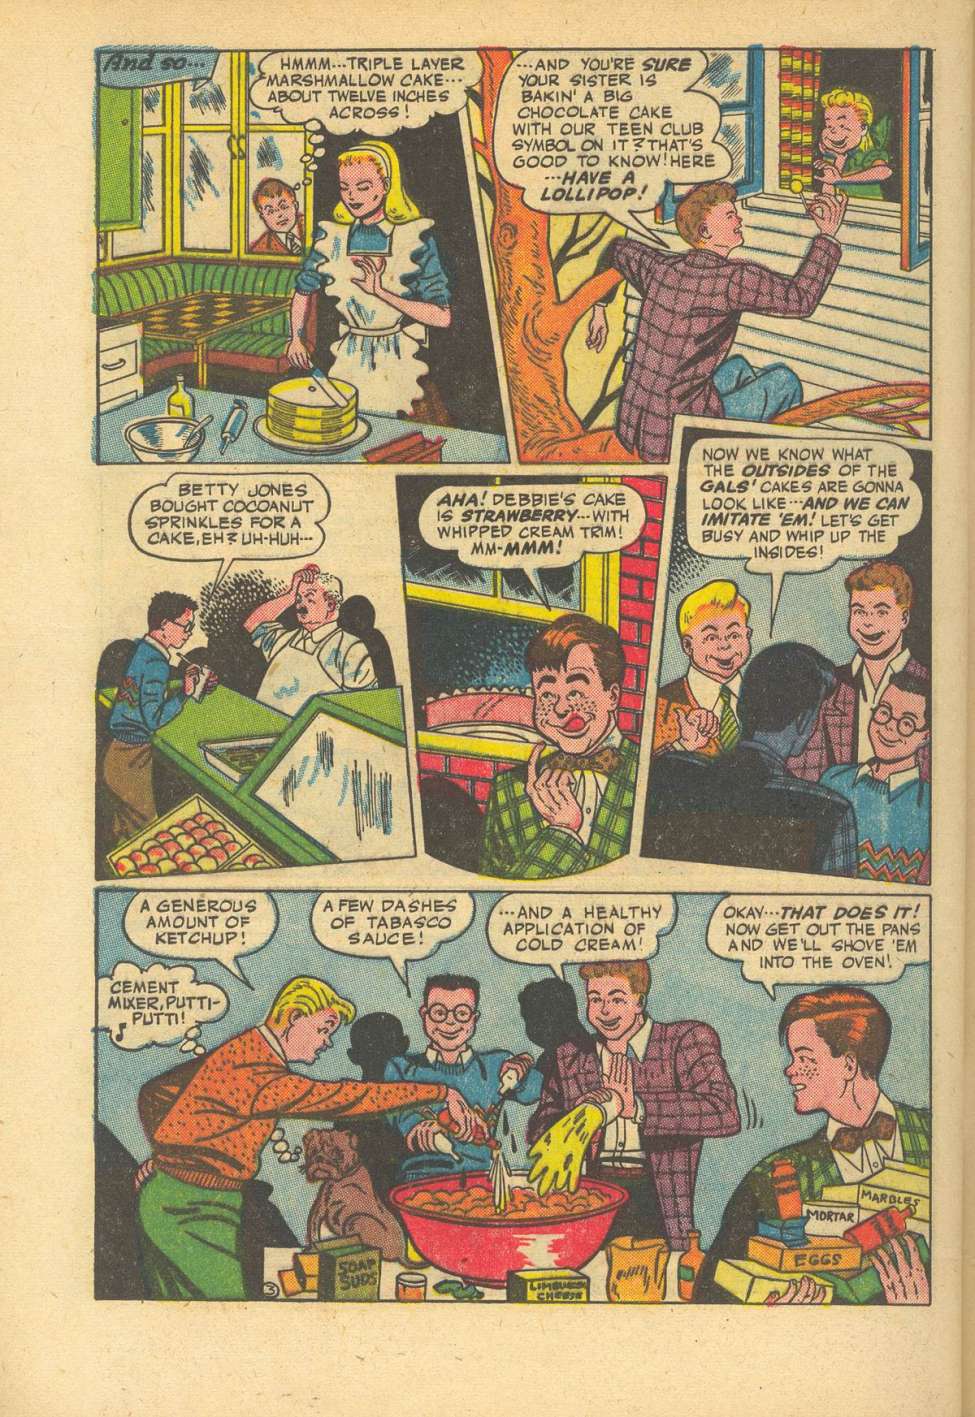 And so...
HMMM...TRIPLE LAYER
MARSHMALLOW CAKE...
ABOUT TWELVE INCHES
ACROSS!
...AND YOU'RE SURE
YOUR SISTER IS
BAKIN' A BIG
CHOCOLATE CAKE
WITH OUR TEEN CLUB
SYMBOL ON IT? THAT'S
GOOD TO KNOW! HERE
...HAVE A
LOLLIPOP!
BETTY JONES
BOUGHT COCOANUT
SPRINKLES FOR A
CAKE, EH? UH-HUH...
AHA! DEBBIE'S CAKE
IS STRAWBERRY...WITH
WHIPPED CREAM TRIM!
MM-MMM!
NOW WE KNOW WHAT
THE OUTSIDES OF THE
GALS' CAKES ARE GONNA
LOOK LIKE...AND WE CAN
IMITATE 'EM! LET'S GET
BUSY AND WHIP UP THE
INSIDES!
A GENEROUS
AMOUNT OF
KETCHUP!
CEMENT
MIXER, PUTTI-
PUTTI!
A FEW DASHES
OF TABASCO
SAUCE!
...AND A HEALTHY
APPLICATION OF
COLD CREAM!
OKAY...THAT DOES IT!
NOW GET OUT THE PANS
AND WE'LL SHOVE 'EM
INTO THE OVEN!
MARBLES
MORTAR
EGGS
SOAP
SUDS
LIMBURGER
CHEESE
3